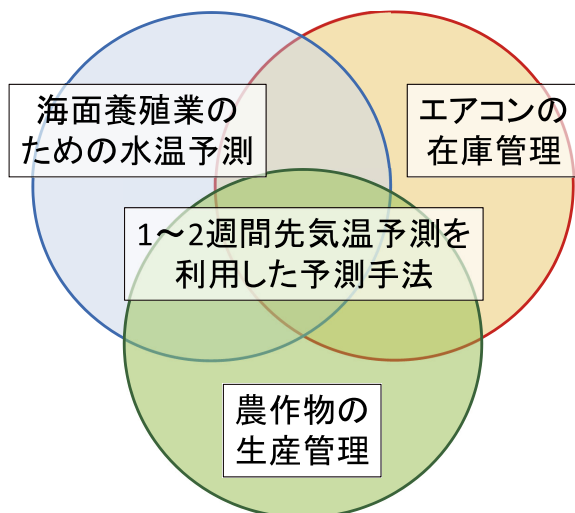 海面養殖業の
ための水温予測
エアコンの
在庫管理
1～2週間先気温予測を
利用した予測手法
農作物の
生産管理